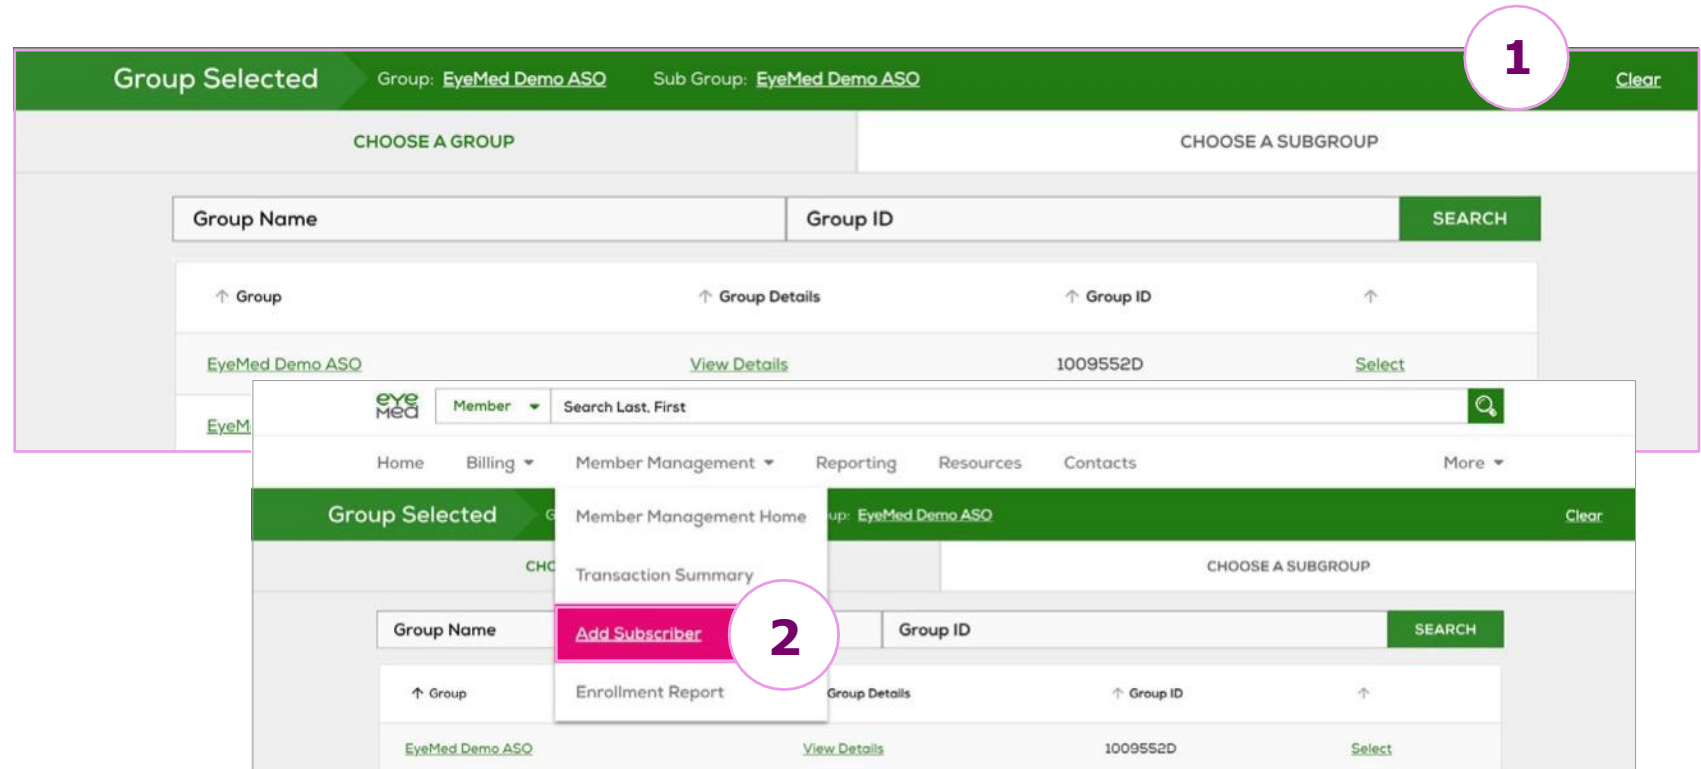 1
Group Selected Group: EyeMed Demo ASO Sub Group: EyeMed Demo ASO Clear
CHOOSE A GROUP CHOOSE A SUBGROUP
Group Name Group ID SEARCH
↑ Group ↑ Group Details ↑ Group ID ↑
EyeMed Demo ASO View Details 1009552D Select
EyeM
eye med Member Search Last, First
Home Billing Member Management Reporting Resources Contacts More
Group Selected G Member Management Home up: EyeMed Demo ASO Clear
CHO CHOOSE A SUBGROUP
Transaction Summary
Group Name Add Subscriber 2 Group ID SEARCH
↑ Group Enrollment Report Group Details ↑ Group ID ↑
EyeMed Demo ASO View Details 1009552D Select